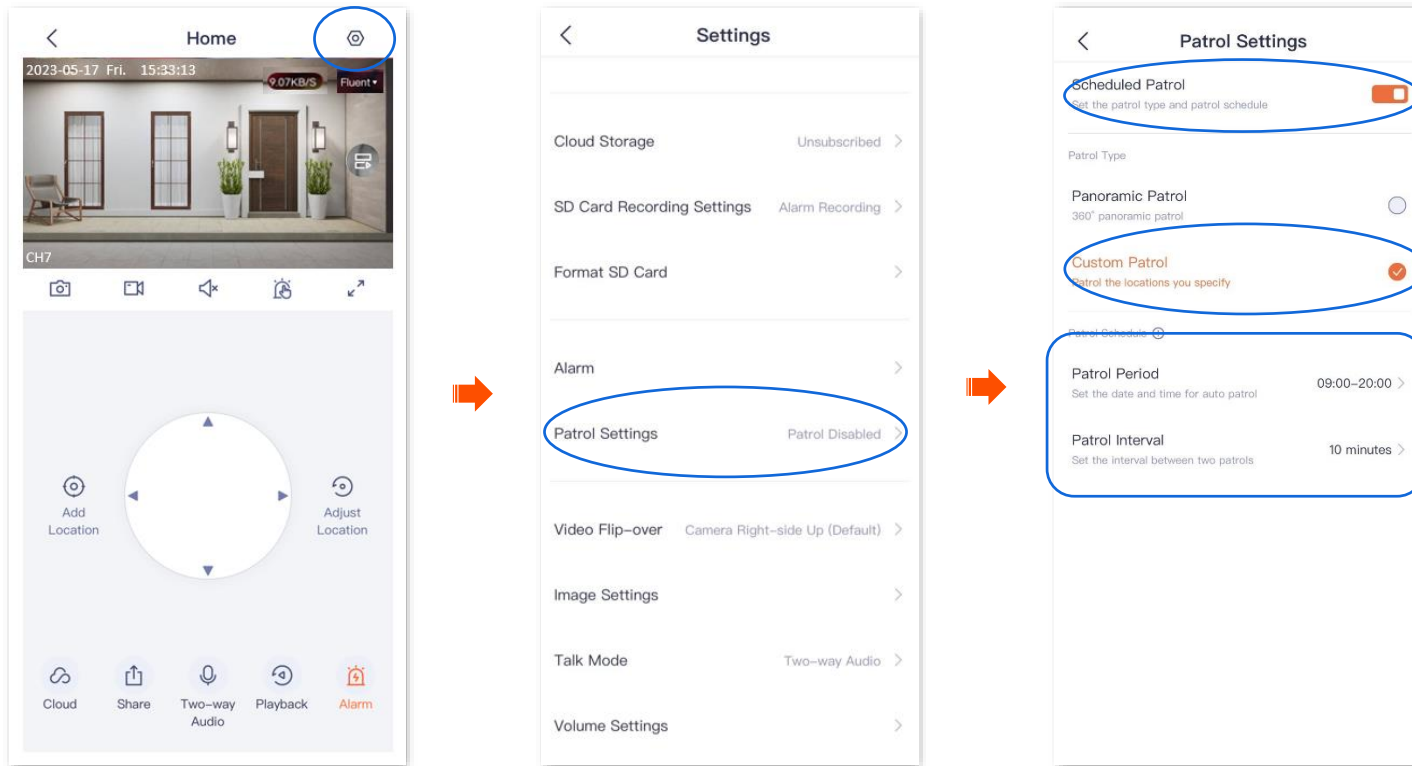 Home
2023-05-17 Fri. 15:33:13
9.07KB/S
Fluent
CH7
Add
Location
Adjust
Location
Cloud
Share
Two-way
Audio
Playback
Alarm
Settings
Cloud Storage Unsubscribed
SD Card Recording Settings Alarm Recording
Format SD Card
Alarm
Patrol Settings Patrol Disabled
Video Flip-over Camera Right-side Up (Default)
Image Settings
Talk Mode Two-way Audio
Volume Settings
Patrol Settings
Scheduled Patrol
Set the patrol type and patrol schedule
Patrol Type
Panoramic Patrol
360° panoramic patrol
Custom Patrol
Patrol the locations you specify
Patrol Schedule
Patrol Period 09:00-20:00
Set the date and time for auto patrol
Patrol Interval 10 minutes
Set the interval between two patrols